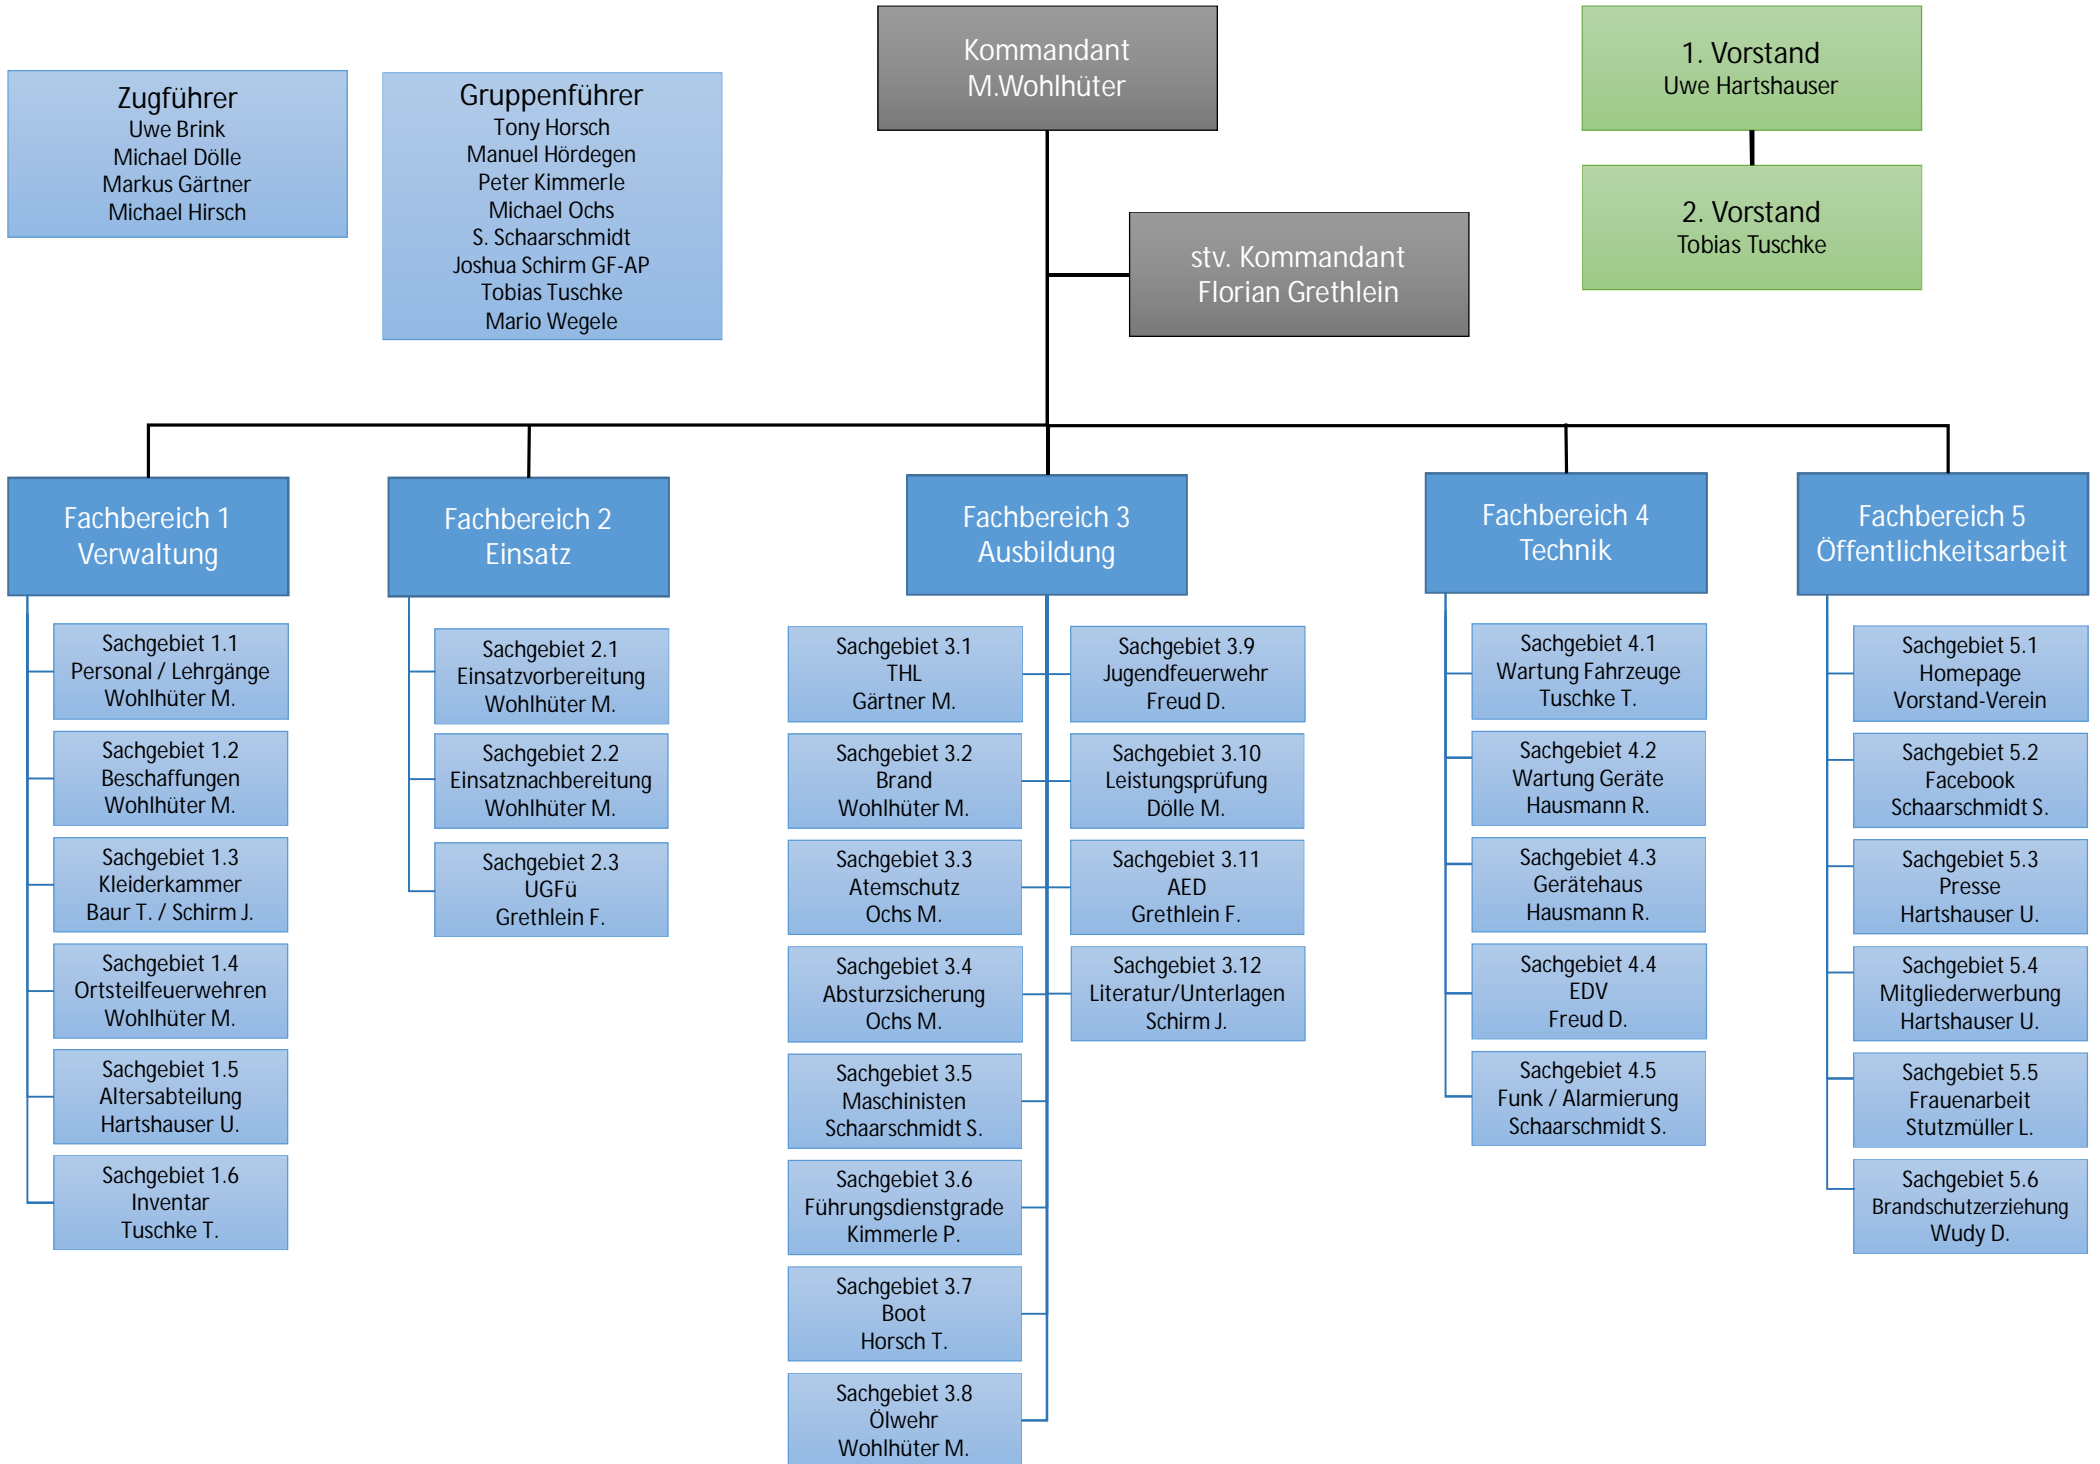 Kommandant
M.Wohlhüter
1. Vorstand
Uwe Hartshauser
Zugführer
Uwe Brink
Michael Dölle
Markus Gärtner
Michael Hirsch
Gruppenführer
Tony Horsch
Manuel Hördegen
Peter Kimmerle
Michael Ochs
S. Schaarschmidt
Joshua Schirm GF-AP
Tobias Tuschke
Mario Wegele
2. Vorstand
Tobias Tuschke
stv. Kommandant
Florian Grethlein
Fachbereich 1
Verwaltung
Sachgebiet 1.1
Personal / Lehrgänge
Wohlhüter M.
Sachgebiet 1.2
Beschaffungen
Wohlhüter M.
Sachgebiet 1.3
Kleiderkammer
Baur T. / Schirm J.
Sachgebiet 1.4
Ortsteilfeuerwehren
Wohlhüter M.
Sachgebiet 1.5
Altersabteilung
Hartshauser U.
Sachgebiet 1.6
Inventar
Tuschke T.
Fachbereich 2
Einsatz
Sachgebiet 2.1
Einsatzvorbereitung
Wohlhüter M.
Sachgebiet 2.2
Einsatznachbereitung
Wohlhüter M.
Sachgebiet 2.3
UGFü
Grethlein F.
Fachbereich 3
Ausbildung
Sachgebiet 3.1
THL
Gärtner M.
Sachgebiet 3.2
Brand
Wohlhüter M.
Sachgebiet 3.3
Atemschutz
Ochs M.
Sachgebiet 3.4
Absturzsicherung
Ochs M.
Sachgebiet 3.5
Maschinisten
Schaarschmidt S.
Sachgebiet 3.6
Führungsdienstgrade
Kimmerle P.
Sachgebiet 3.7
Boot
Horsch T.
Sachgebiet 3.8
Ölwehr
Wohlhüter M.
Sachgebiet 3.9
Jugendfeuerwehr
Freud D.
Sachgebiet 3.10
Leistungsprüfung
Dölle M.
Sachgebiet 3.11
AED
Grethlein F.
Sachgebiet 3.12
Literatur/Unterlagen
Schirm J.
Fachbereich 4
Technik
Sachgebiet 4.1
Wartung Fahrzeuge
Tuschke T.
Sachgebiet 4.2
Wartung Geräte
Hausmann R.
Sachgebiet 4.3
Gerätehaus
Hausmann R.
Sachgebiet 4.4
EDV
Freud D.
Sachgebiet 4.5
Funk / Alarmierung
Schaarschmidt S.
Fachbereich 5
Öffentlichkeitsarbeit
Sachgebiet 5.1
Homepage
Vorstand-Verein
Sachgebiet 5.2
Facebook
Schaarschmidt S.
Sachgebiet 5.3
Presse
Hartshauser U.
Sachgebiet 5.4
Mitgliederwerbung
Hartshauser U.
Sachgebiet 5.5
Frauenarbeit
Stutzmüller L.
Sachgebiet 5.6
Brandschutzerziehung
Wudy D.